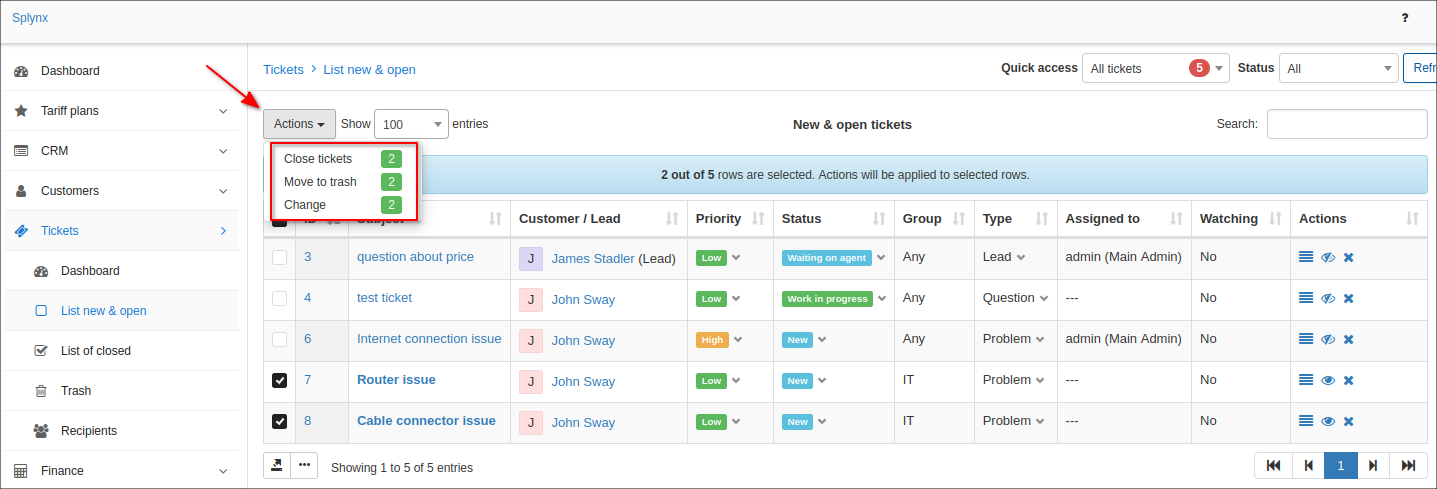 Splynx ?
Dashboard
Tariff plans
CRM
Customers
Tickets
Dashboard
List new & open
List of closed
Trash
Recipients
Finance
Tickets > List new & open Quick access All tickets 5 Status All Refr
Actions Show 100 entries New & open tickets Search:
Close tickets 2
Move to trash 2
Change 2
2 out of 5 rows are selected. Actions will be applied to selected rows.
ID Subject Customer / Lead Priority Status Group Type Assigned to Watching Actions
3 question about price J James Stadler (Lead) Low Waiting on agent Any Lead admin (Main Admin) No
4 test ticket J John Sway Low Work in progress Any Question --- No
6 Internet connection issue J John Sway High New Any Problem admin (Main Admin) No
7 Router issue J John Sway Low New IT Problem --- No
8 Cable connector issue J John Sway Low New IT Problem --- No
Showing 1 to 5 of 5 entries 1